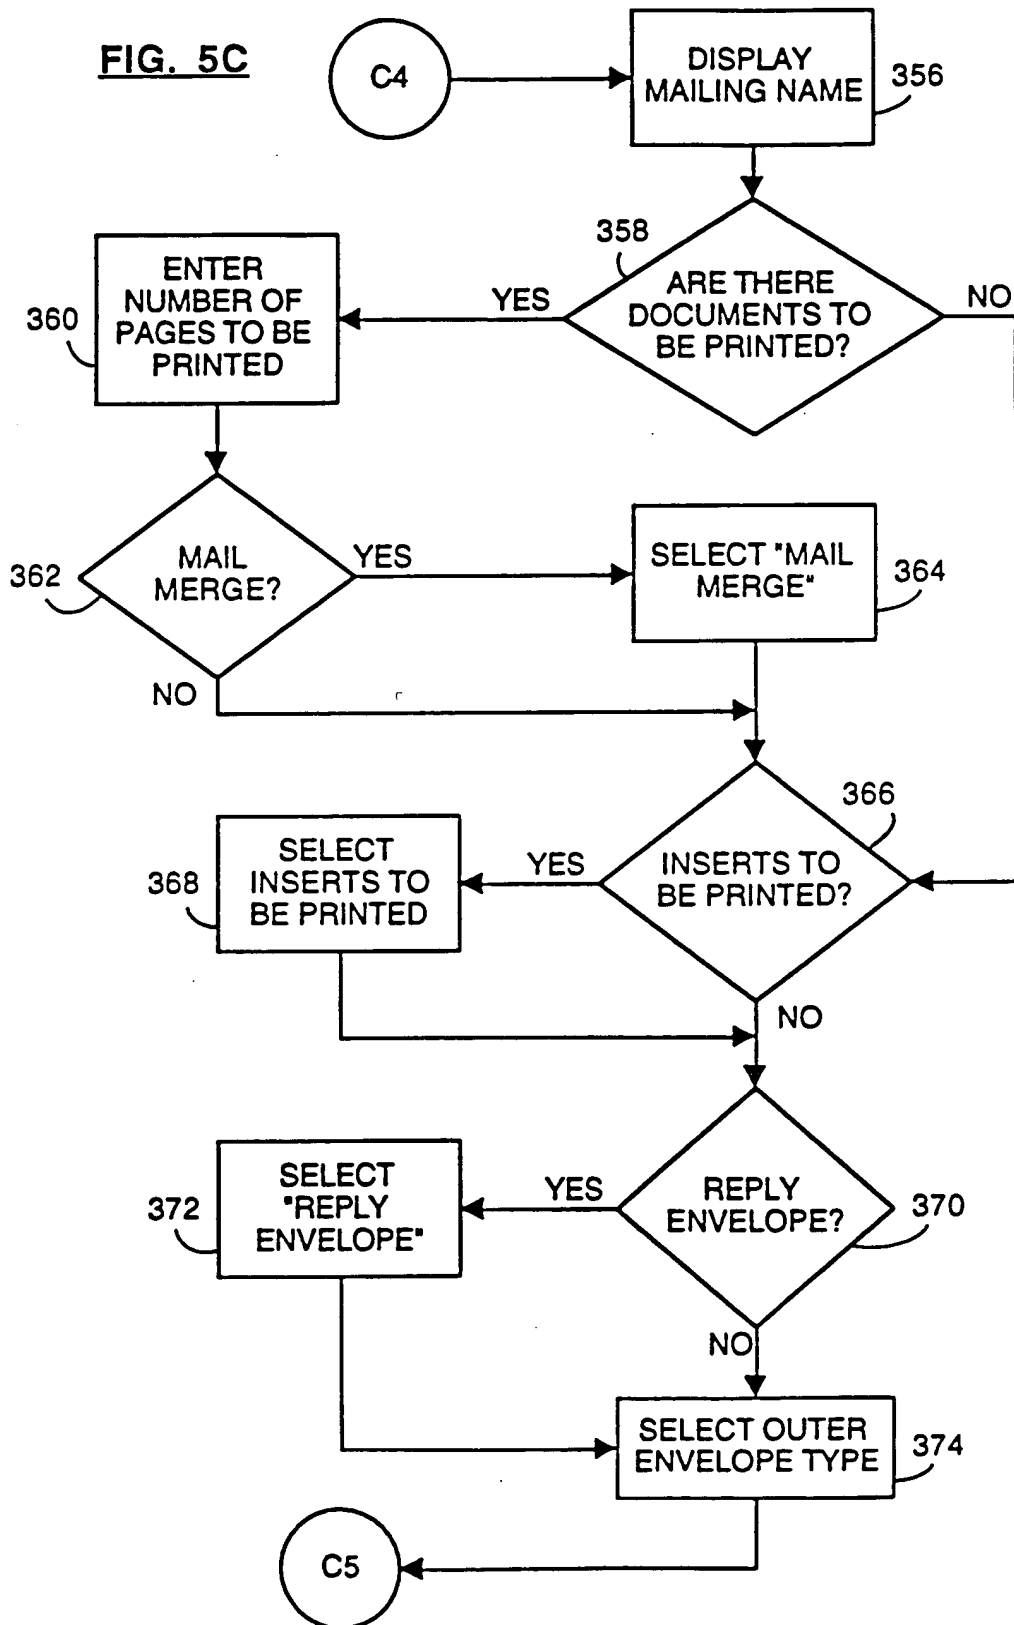 FIG. 5C
C4
DISPLAY
MAILING NAME
356
358
ARE THERE
DOCUMENTS TO
BE PRINTED?
YES
NO
ENTER
NUMBER OF
PAGES TO BE
PRINTED
360
MAIL
MERGE?
362
YES
NO
SELECT "MAIL
MERGE"
364
366
INSERTS TO
BE PRINTED?
YES
NO
SELECT
INSERTS TO
BE PRINTED
368
REPLY
ENVELOPE?
370
YES
NO
SELECT
"REPLY
ENVELOPE"
372
SELECT OUTER
ENVELOPE TYPE
374
C5